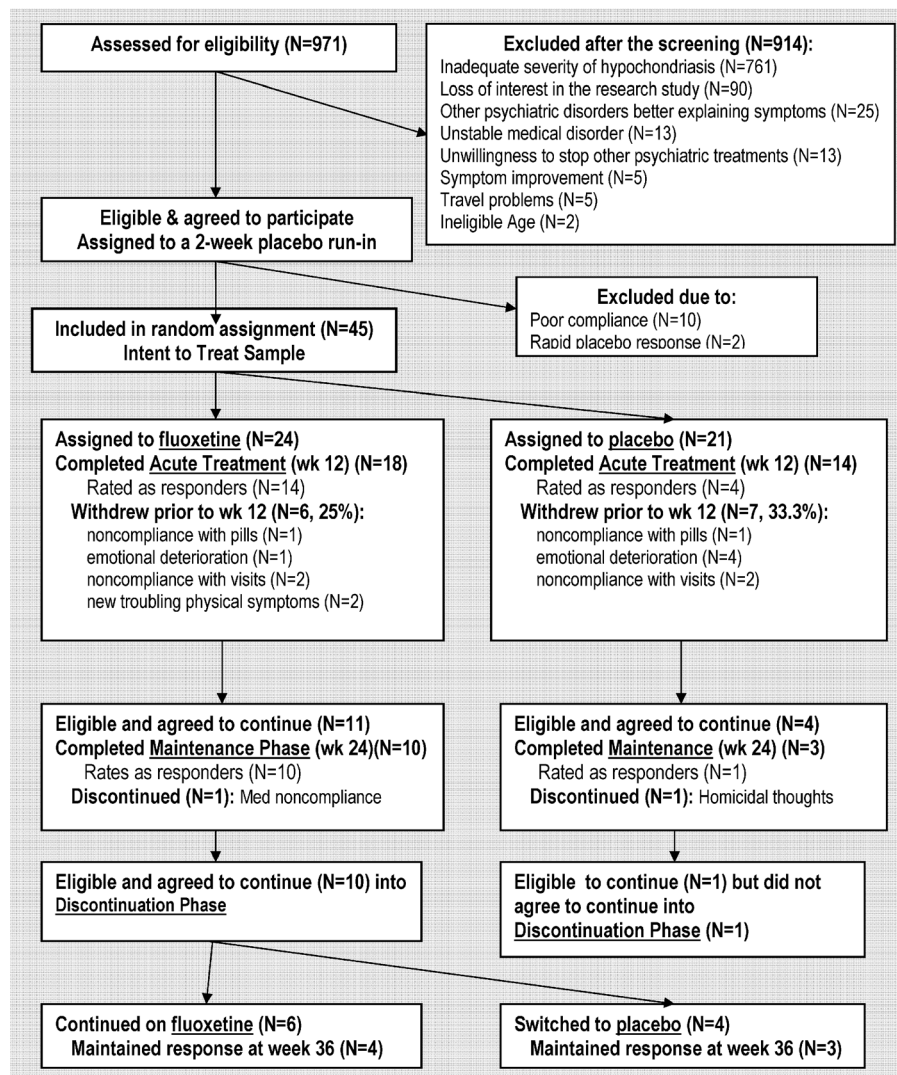 Assessed for eligibility (N=971)
Excluded after the screening (N=914):
Inadequate severity of hypochondriasis (N=761)
Loss of interest in the research study (N=90)
Other psychiatric disorders better explaining symptoms (N=25)
Unstable medical disorder (N=13)
Unwillingness to stop other psychiatric treatments (N=13)
Symptom improvement (N=5)
Travel problems (N=5)
Ineligible Age (N=2)
Eligible & agreed to participate
Assigned to a 2-week placebo run-in
Excluded due to:
Poor compliance (N=10)
Rapid placebo response (N=2)
Included in random assignment (N=45)
Intent to Treat Sample
Assigned to fluoxetine (N=24)
Completed Acute Treatment (wk 12) (N=18)
Rated as responders (N=14)
Withdrew prior to wk 12 (N=6, 25%):
noncompliance with pills (N=1)
emotional deterioration (N=1)
noncompliance with visits (N=2)
new troubling physical symptoms (N=2)
Assigned to placebo (N=21)
Completed Acute Treatment (wk 12) (N=14)
Rated as responders (N=4)
Withdrew prior to wk 12 (N=7, 33.3%):
noncompliance with pills (N=1)
emotional deterioration (N=4)
noncompliance with visits (N=2)
Eligible and agreed to continue (N=11)
Completed Maintenance Phase (wk 24)(N=10)
Rates as responders (N=10)
Discontinued (N=1): Med noncompliance
Eligible and agreed to continue (N=4)
Completed Maintenance (wk 24) (N=3)
Rated as responders (N=1)
Discontinued (N=1): Homicidal thoughts
Eligible and agreed to continue (N=10) into
Discontinuation Phase
Eligible to continue (N=1) but did not
agree to continue into
Discontinuation Phase (N=1)
Continued on fluoxetine (N=6)
Maintained response at week 36 (N=4)
Switched to placebo (N=4)
Maintained response at week 36 (N=3)